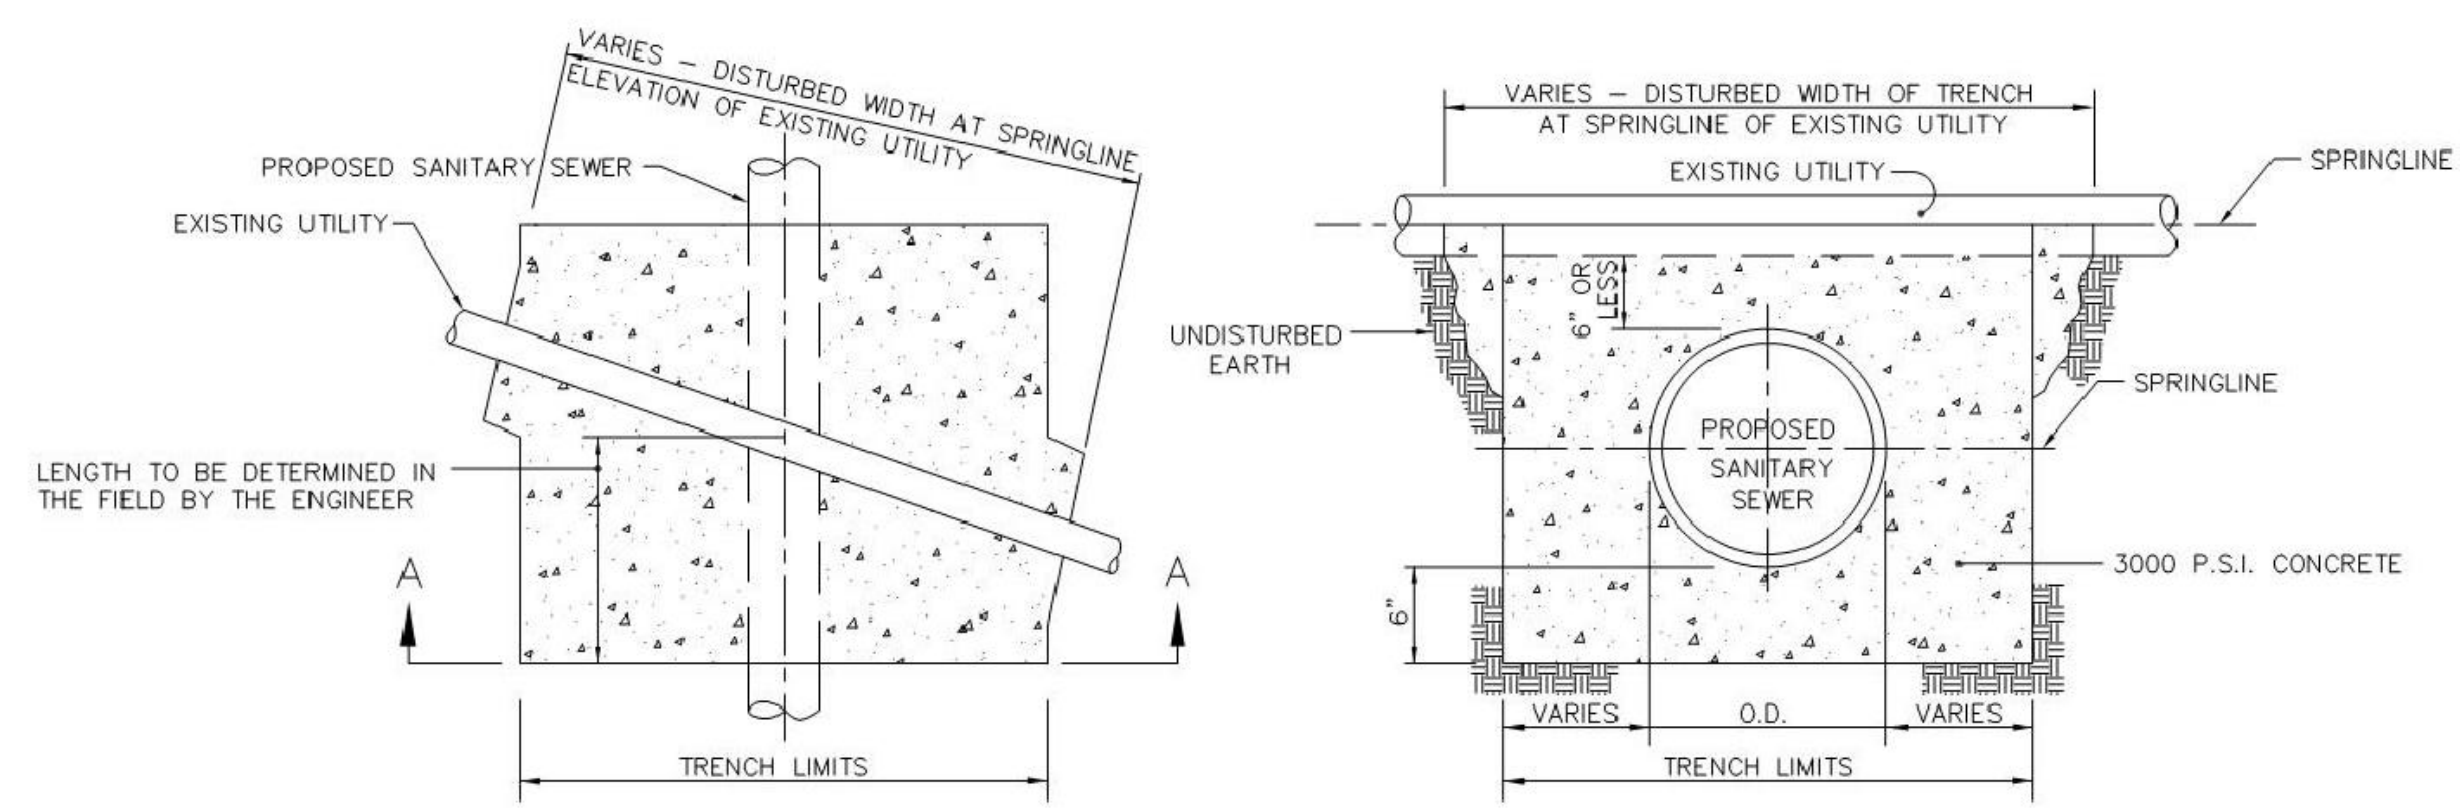 VARIES – DISTURBED WIDTH AT SPRINGLINE
ELEVATION OF EXISTING UTILITY
PROPOSED SANITARY SEWER
EXISTING UTILITY
LENGTH TO BE DETERMINED IN
THE FIELD BY THE ENGINEER
A
A
TRENCH LIMITS
VARIES – DISTURBED WIDTH OF TRENCH
AT SPRINGLINE OF EXISTING UTILITY
EXISTING UTILITY
SPRINGLINE
6" OR
LESS
UNDISTURBED
EARTH
SPRINGLINE
PROPOSED
SANITARY
SEWER
3000 P.S.I. CONCRETE
6"
VARIES
O.D.
VARIES
TRENCH LIMITS